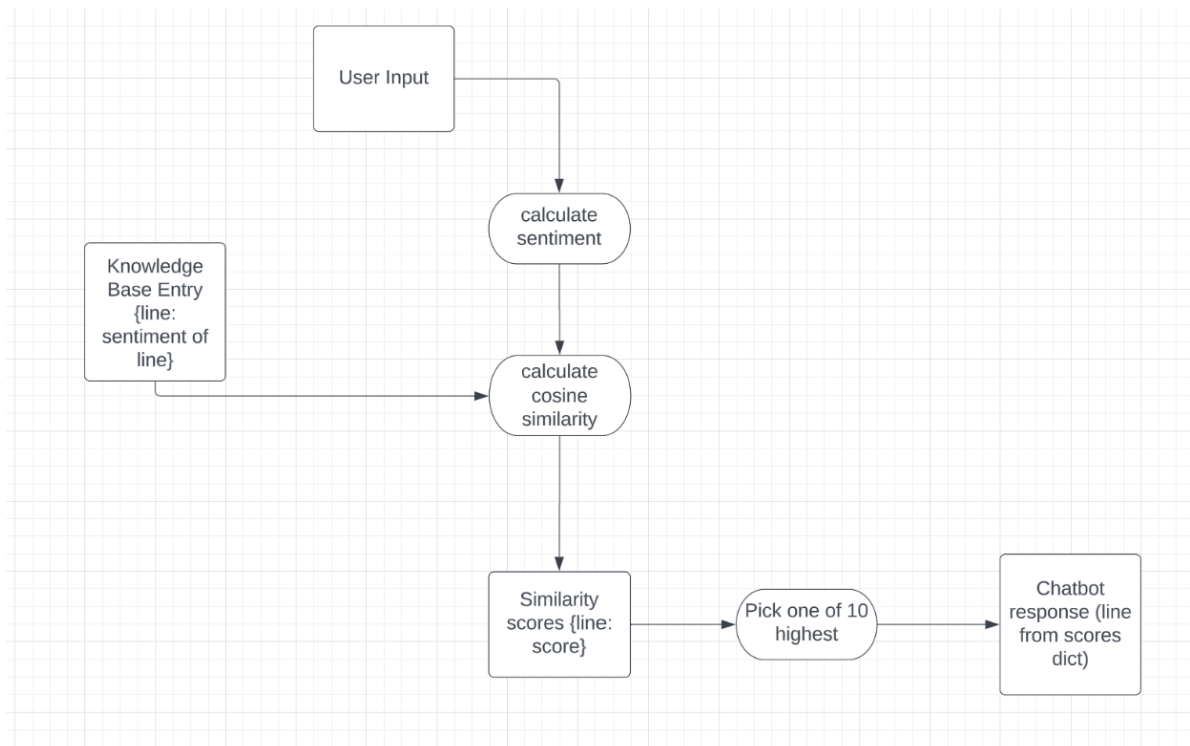 User Input
calculate
sentiment
Knowledge
Base Entry
{line:
sentiment of
line}
calculate
cosine
similarity
Similarity
scores {line:
score}
Pick one of 10
highest
Chatbot
response (line
from scores
dict)